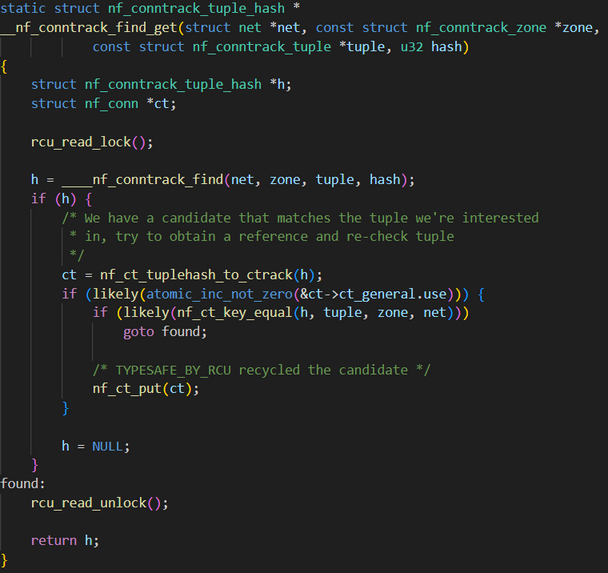 static struct nf_conntrack_tuple_hash *
__nf_conntrack_find_get(struct net *net, const struct nf_conntrack_zone *zone,
            const struct nf_conntrack_tuple *tuple, u32 hash)
{
    struct nf_conntrack_tuple_hash *h;
    struct nf_conn *ct;

    rcu_read_lock();

    h = ____nf_conntrack_find(net, zone, tuple, hash);
    if (h) {
        /* We have a candidate that matches the tuple we're interested
         * in, try to obtain a reference and re-check tuple
         */
        ct = nf_ct_tuplehash_to_ctrack(h);
        if (likely(atomic_inc_not_zero(&ct->ct_general.use))) {
            if (likely(nf_ct_key_equal(h, tuple, zone, net)))
                goto found;

            /* TYPESAFE_BY_RCU recycled the candidate */
            nf_ct_put(ct);
        }

        h = NULL;
    }
found:
    rcu_read_unlock();

    return h;
}